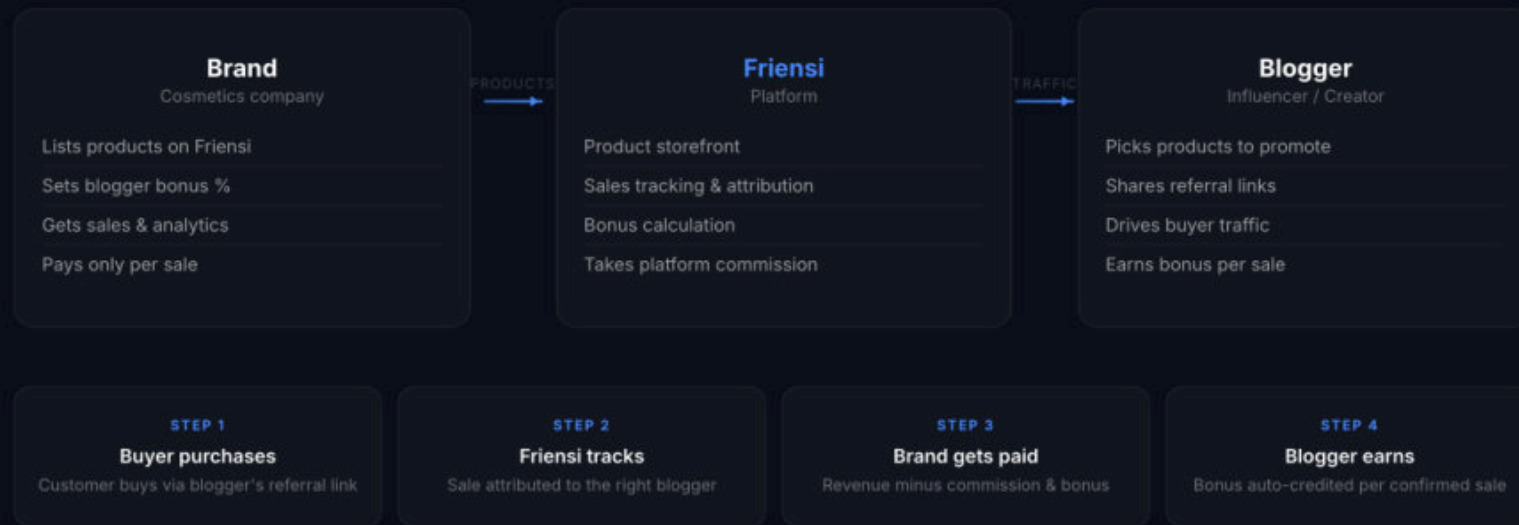 Brand
Cosmetics company
Lists products on Friensi
Sets blogger bonus %
Gets sales & analytics
Pays only per sale
PRODUCTS
Friensi
Platform
Product storefront
Sales tracking & attribution
Bonus calculation
Takes platform commission
TRAFFIC
Blogger
Influencer / Creator
Picks products to promote
Shares referral links
Drives buyer traffic
Earns bonus per sale
STEP 1
Buyer purchases
Customer buys via blogger's referral link
STEP 2
Friensi tracks
Sale attributed to the right blogger
STEP 3
Brand gets paid
Revenue minus commission & bonus
STEP 4
Blogger earns
Bonus auto-credited per confirmed sale